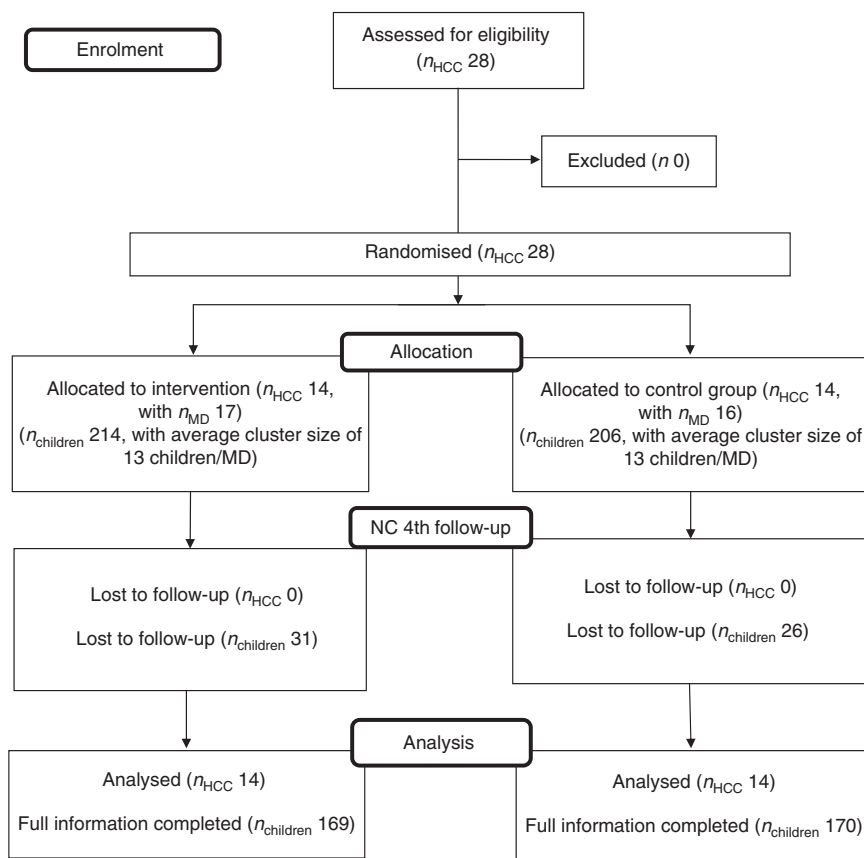 Enrolment
Assessed for eligibility
(nHCC 28)
Excluded (n 0)
Randomised (nHCC 28)
Allocation
Allocated to intervention (nHCC 14,
with nMD 17)
(nchildren 214, with average cluster size of
13 children/MD)
Allocated to control group (nHCC 14,
with nMD 16)
(nchildren 206, with average cluster size of
13 children/MD)
NC 4th follow-up
Lost to follow-up (nHCC 0)
Lost to follow-up (nchildren 31)
Lost to follow-up (nHCC 0)
Lost to follow-up (nchildren 26)
Analysis
Analysed (nHCC 14)
Full information completed (nchildren 169)
Analysed (nHCC 14)
Full information completed (nchildren 170)